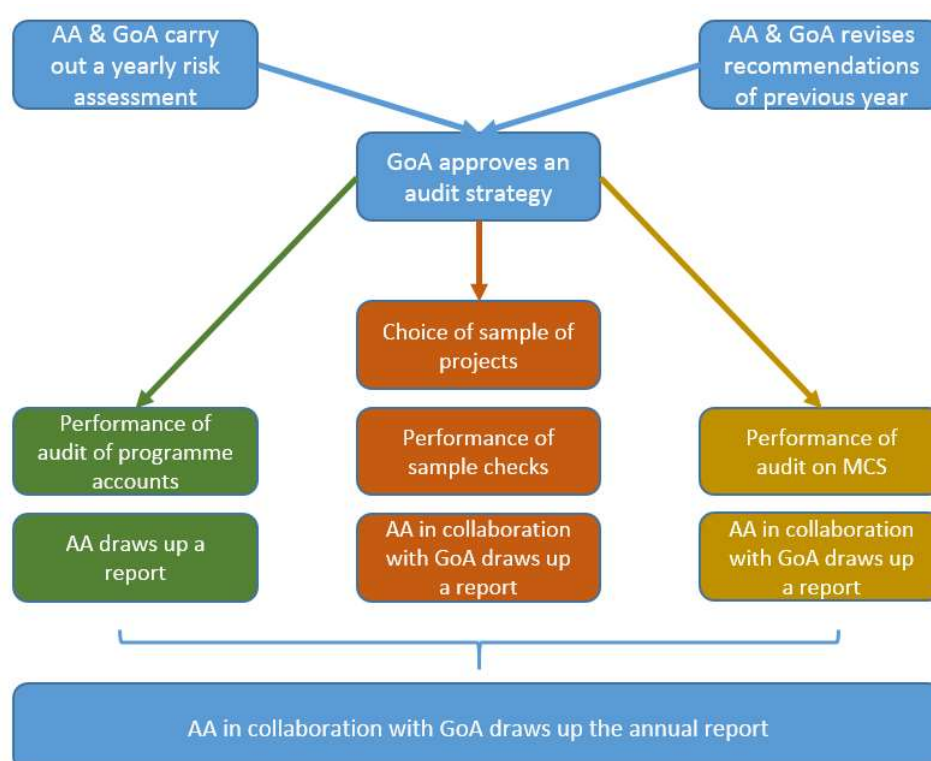 AA & GoA carry
out a yearly risk
assessment
AA & GoA revises
recommendations
of previous year
GoA approves an
audit strategy
Choice of sample of
projects
Performance of
audit of programme
accounts
Performance of
sample checks
Performance of
audit on MCS
AA draws up a
report
AA in collaboration
with GoA draws up
a report
AA in collaboration
with GoA draws up
a report
AA in collaboration with GoA draws up the annual report